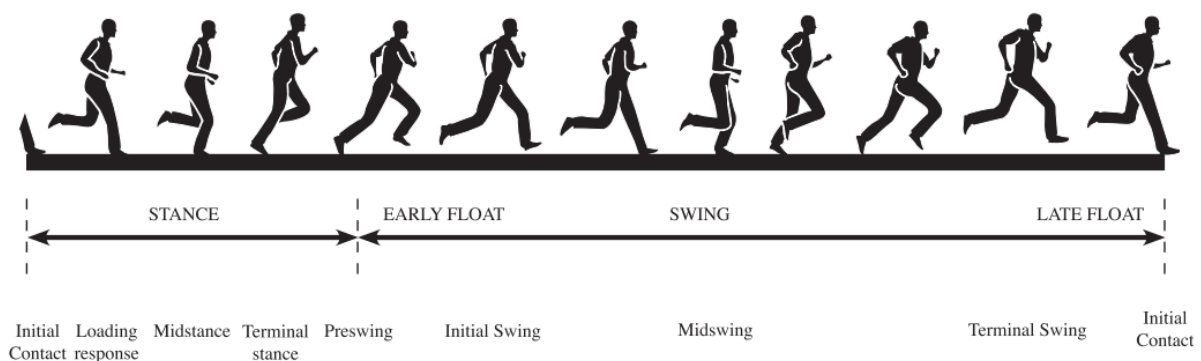 STANCE EARLY FLOAT SWING LATE FLOAT
Initial Contact
Loading response
Midstance
Terminal stance
Preswing
Initial Swing
Midswing
Terminal Swing
Initial Contact